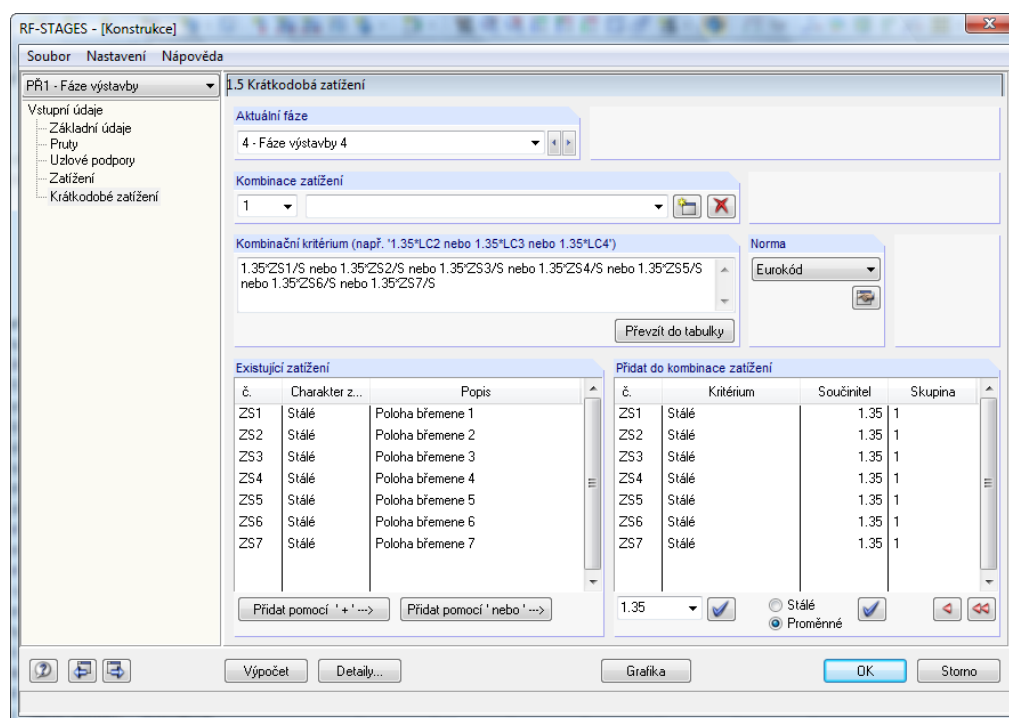 RF-STAGES - [Konstrukce]
Soubor Nastavení Nápověda
PŘ1 - Fáze výstavby
Vstupní údaje
Základní údaje
Pruty
Uzlové podpory
Zatížení
Krátkodobé zatížení
1.5 Krátkodobá zatížení
Aktuální fáze
4 - Fáze výstavby 4
Kombinace zatížení
1
Kombinační kritérium (např. '1.35*LC2 nebo 1.35*LC3 nebo 1.35*LC4')
1.35*ZS1/S nebo 1.35*ZS2/S nebo 1.35*ZS3/S nebo 1.35*ZS4/S nebo 1.35*ZS5/S
nebo 1.35*ZS6/S nebo 1.35*ZS7/S
Převzít do tabulky
Norma
Eurokód
Existující zatížení
č. Charakter z... Popis
ZS1 Stálé Poloha břemene 1
ZS2 Stálé Poloha břemene 2
ZS3 Stálé Poloha břemene 3
ZS4 Stálé Poloha břemene 4
ZS5 Stálé Poloha břemene 5
ZS6 Stálé Poloha břemene 6
ZS7 Stálé Poloha břemene 7
Přidat pomocí ' + ' --->
Přidat pomocí ' nebo ' --->
Přidat do kombinace zatížení
č. Kritérium Součinitel Skupina
ZS1 Stálé 1.35 1
ZS2 Stálé 1.35 1
ZS3 Stálé 1.35 1
ZS4 Stálé 1.35 1
ZS5 Stálé 1.35 1
ZS6 Stálé 1.35 1
ZS7 Stálé 1.35 1
1.35
Stálé
Proměnné
Výpočet Detaily... Grafika OK Storno